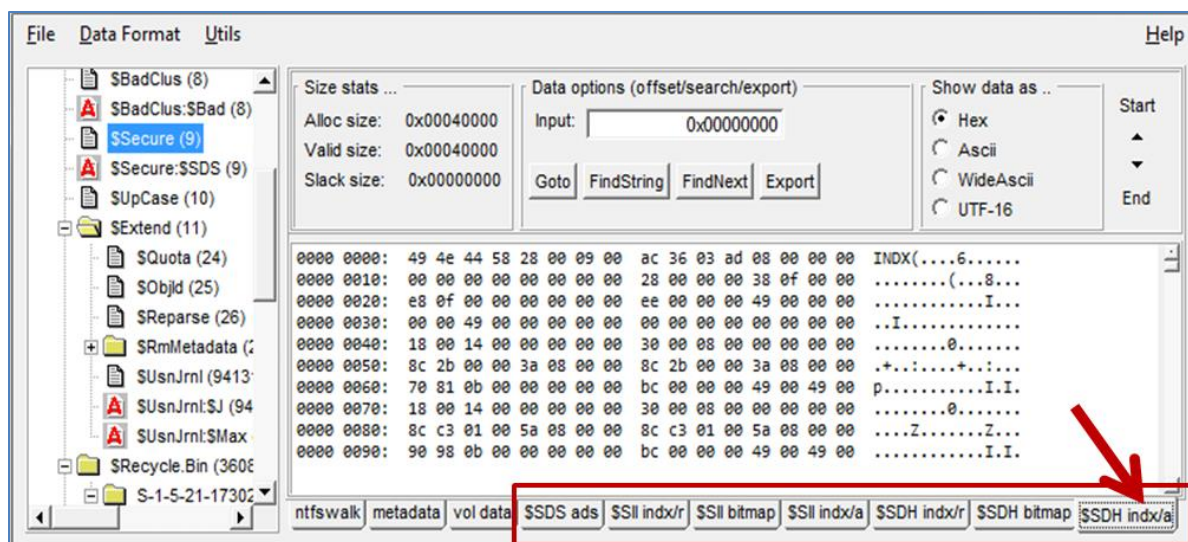 File Data Format Utils Help
$BadClus (8)
$BadClus:$Bad (8)
$Secure (9)
$Secure:$SDS (9)
$UpCase (10)
$Extend (11)
$Quota (24)
$ObjId (25)
$Reparse (26)
$RmMetadata (2
$UsnJrnl (9413
$UsnJrnl:$J (94
$UsnJrnl:$Max
$Recycle.Bin (3608
S-1-5-21-17302
Size stats ...
Alloc size: 0x00040000
Valid size: 0x00040000
Slack size: 0x00000000
Data options (offset/search/export)
Input: 0x00000000
Goto FindString FindNext Export
Show data as ..
Hex
Ascii
WideAscii
UTF-16
Start
End
0000 0000: 49 4e 44 58 28 00 09 00 ac 36 03 ad 08 00 00 00 INDX(....6......
0000 0010: 00 00 00 00 00 00 00 00 28 00 00 00 38 0f 00 00 ........(...8...
0000 0020: e8 0f 00 00 00 00 00 00 ee 00 00 00 49 00 00 00 ............I...
0000 0030: 00 00 49 00 00 00 00 00 00 00 00 00 00 00 00 00 ..I.............
0000 0040: 18 00 14 00 00 00 00 00 30 00 08 00 00 00 00 00 ........0.......
0000 0050: 8c 2b 00 00 3a 08 00 00 8c 2b 00 00 3a 08 00 00 .+..:....+..:...
0000 0060: 70 81 0b 00 00 00 00 00 bc 00 00 00 49 00 49 00 p...........I.I.
0000 0070: 18 00 14 00 00 00 00 00 30 00 08 00 00 00 00 00 ........0.......
0000 0080: 8c c3 01 00 5a 08 00 00 8c c3 01 00 5a 08 00 00 ....Z.......Z...
0000 0090: 90 98 0b 00 00 00 00 00 bc 00 00 00 49 00 49 00 ............I.I.
ntfswalk metadata vol data $SDS ads $SII indx/r $SII bitmap $SII indx/a $SDH indx/r $SDH bitmap $SDH indx/a